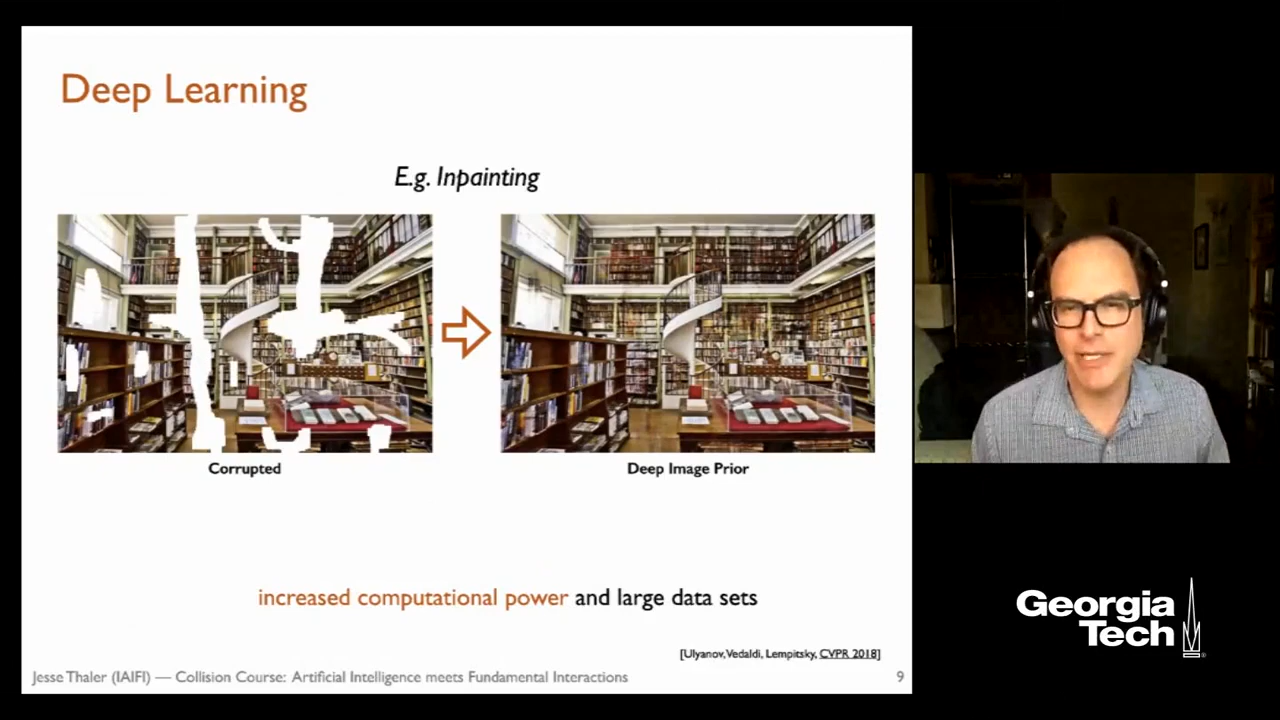 Deep Learning
E.g. Inpainting
Corrupted
Deep Image Prior
increased computational power and large data sets
[Ulyanov, Vedaldi, Lempitsky, CVPR 2018]
Jesse Thaler (IAIFI) — Collision Course: Artificial Intelligence meets Fundamental Interactions
9
Georgia
Tech